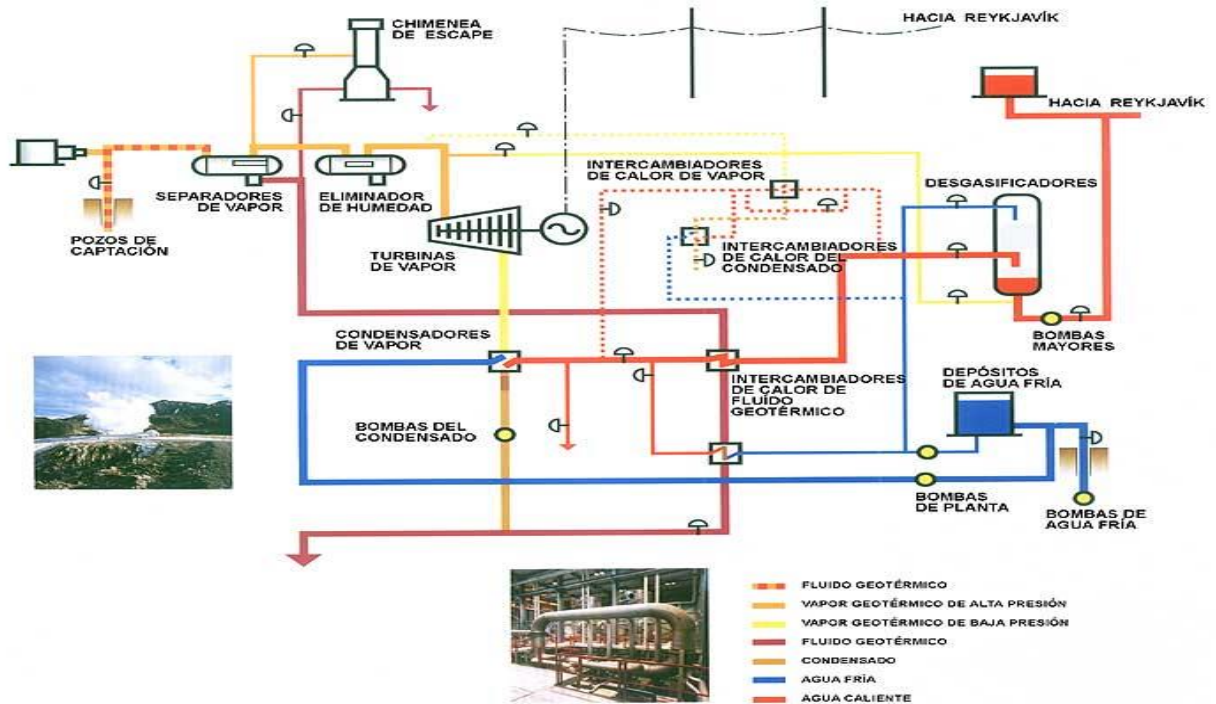 CHIMENEA
DE ESCAPE
HACIA REYKJAVÍK
HACIA REYKJAVÍK
SEPARADORES
DE VAPOR
ELIMINADOR
DE HUMEDAD
INTERCAMBIADORES
DE CALOR DE VAPOR
DESGASIFICADORES
POZOS DE
CAPTACIÓN
TURBINAS
DE VAPOR
INTERCAMBIADORES
DE CALOR DEL
CONDENSADO
CONDENSADORES
DE VAPOR
BOMBAS
MAYORES
INTERCAMBIADORES
DE CALOR DE
FLUÍDO
GEOTÉRMICO
DEPÓSITOS
DE AGUA FRÍA
BOMBAS DEL
CONDENSADO
BOMBAS
DE PLANTA
BOMBAS DE
AGUA FRÍA
FLUIDO GEOTÉRMICO
VAPOR GEOTÉRMICO DE ALTA PRESIÓN
VAPOR GEOTÉRMICO DE BAJA PRESIÓN
FLUIDO GEOTÉRMICO
CONDENSADO
AGUA FRÍA
AGUA CALIENTE